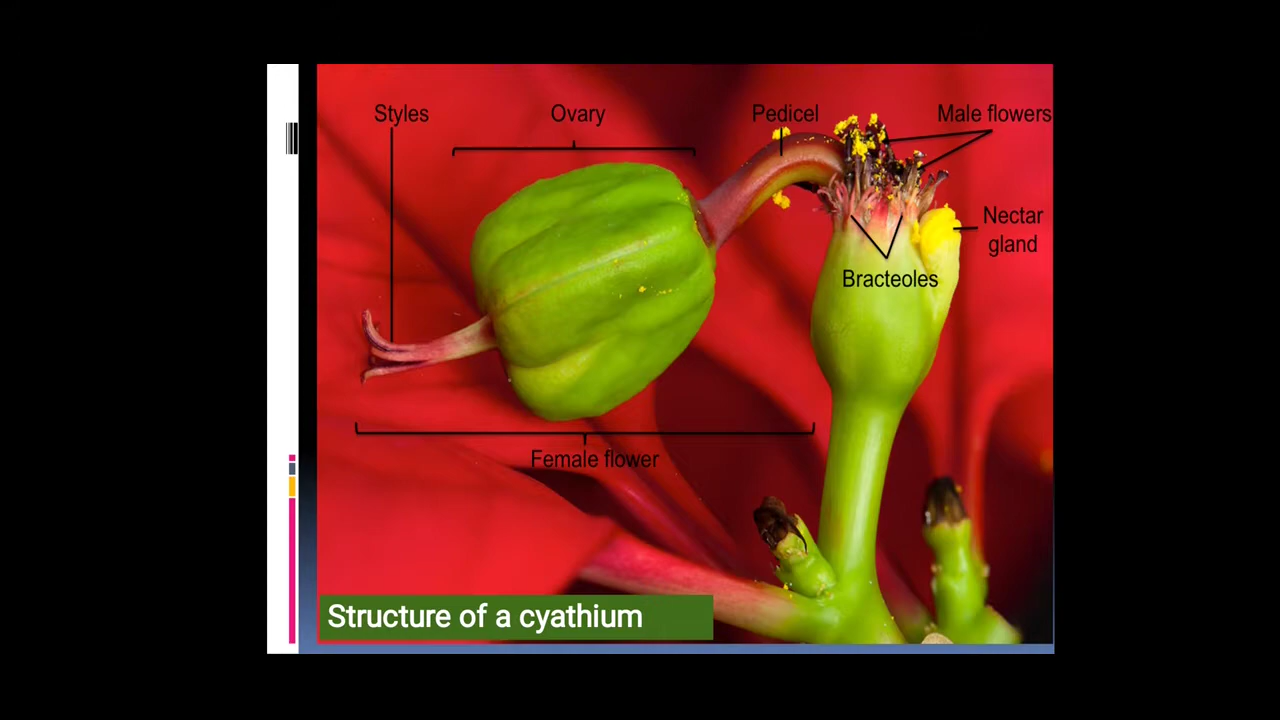 Styles
Ovary
Pedicel
Male flowers
Nectar
gland
Bracteoles
Female flower
Structure of a cyathium